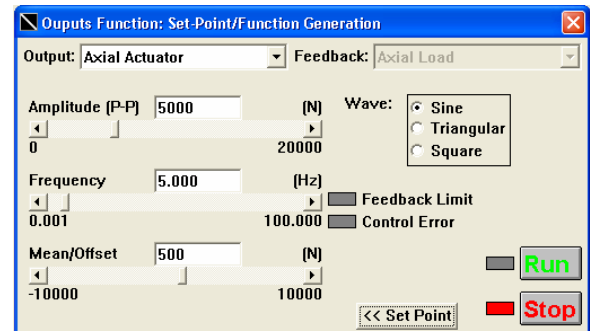 Ouputs Function: Set-Point/Function Generation
Output: Axial Actuator Feedback: Axial Load
Amplitude (P-P) 5000 (N) Wave: Sine
Triangular
0 20000 Square
Frequency 5.000 (Hz)
Feedback Limit
0.001 100.000 Control Error
Mean/Offset 500 (N)
Run
-10000 10000
<< Set Point Stop